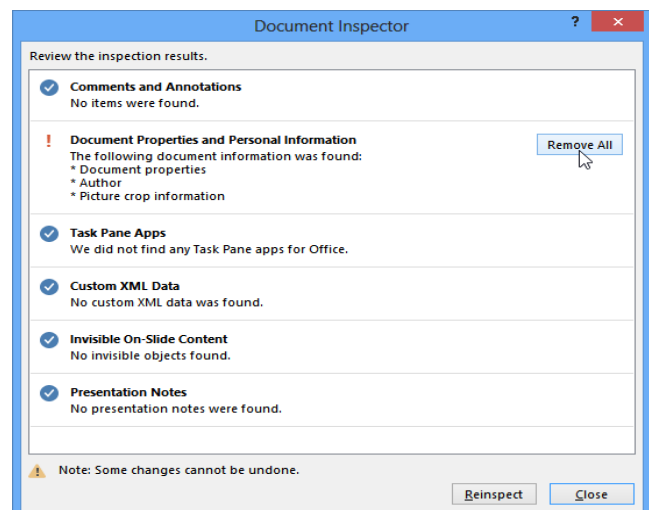 Document Inspector
?
Review the inspection results.
Comments and Annotations
No items were found.
! Document Properties and Personal Information
Remove All
The following document information was found:
* Document properties
* Author
* Picture crop information
Task Pane Apps
We did not find any Task Pane apps for Office.
Custom XML Data
No custom XML data was found.
Invisible On-Slide Content
No invisible objects found.
Presentation Notes
No presentation notes were found.
Note: Some changes cannot be undone.
Reinspect Close